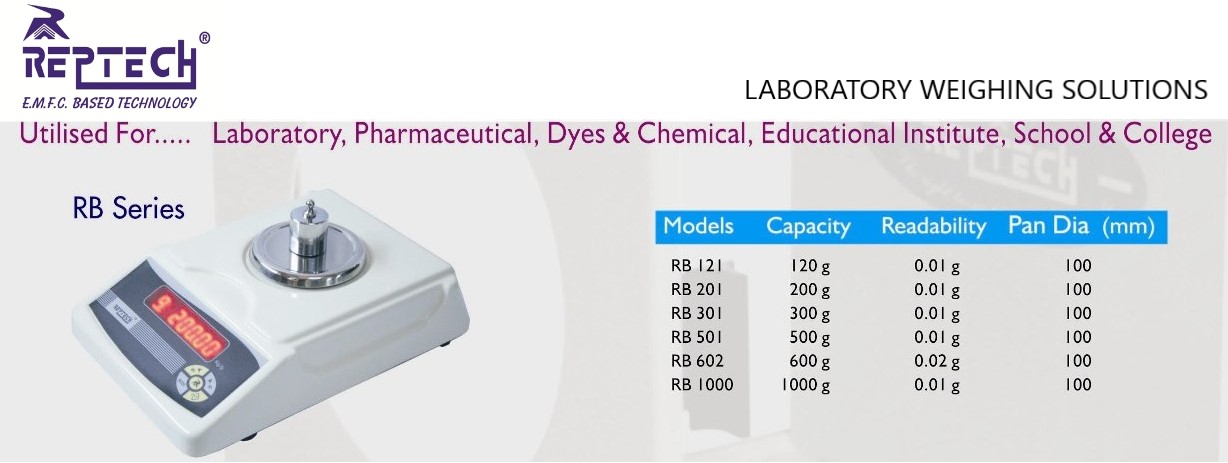 REPTECH®
E.M.F.C. BASED TECHNOLOGY
LABORATORY WEIGHING SOLUTIONS
Utilised For..... Laboratory, Pharmaceutical, Dyes & Chemical, Educational Institute, School & College
REPTECH
RB Series
Models Capacity Readability Pan Dia (mm)
RB 121 120 g 0.01 g 100
RB 201 200 g 0.01 g 100
RB 301 300 g 0.01 g 100
RB 501 500 g 0.01 g 100
RB 602 600 g 0.02 g 100
RB 1000 1000 g 0.01 g 100
200.00